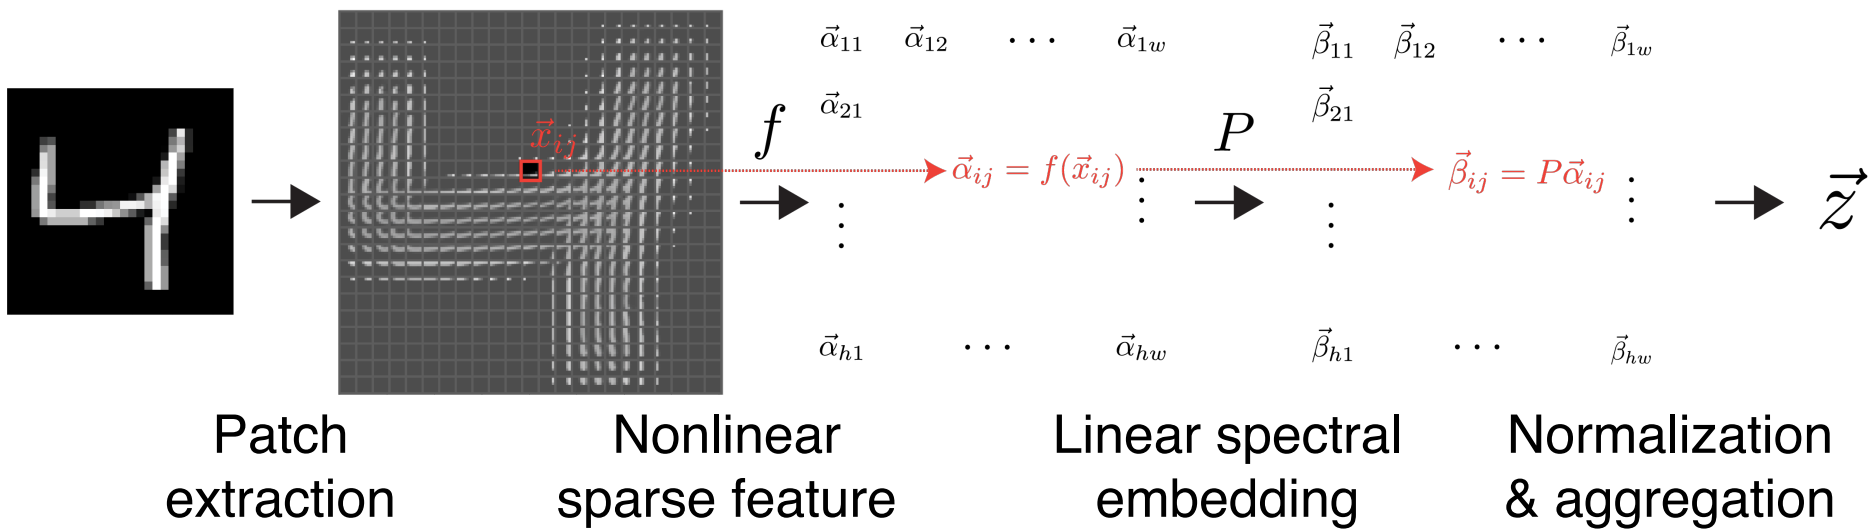 α⃗₁₁ α⃗₁₂ ⋯ α⃗₁w β⃗₁₁ β⃗₁₂ ⋯ β⃗₁w
α⃗₂₁ β⃗₂₁
x⃗ij f P
α⃗ij = f(x⃗ij) β⃗ij = Pα⃗ij
⋮ ⋮ ⋮ ⋮ z⃗
α⃗h₁ ⋯ α⃗hw β⃗h₁ ⋯ β⃗hw
Patch Nonlinear Linear spectral Normalization
extraction sparse feature embedding & aggregation